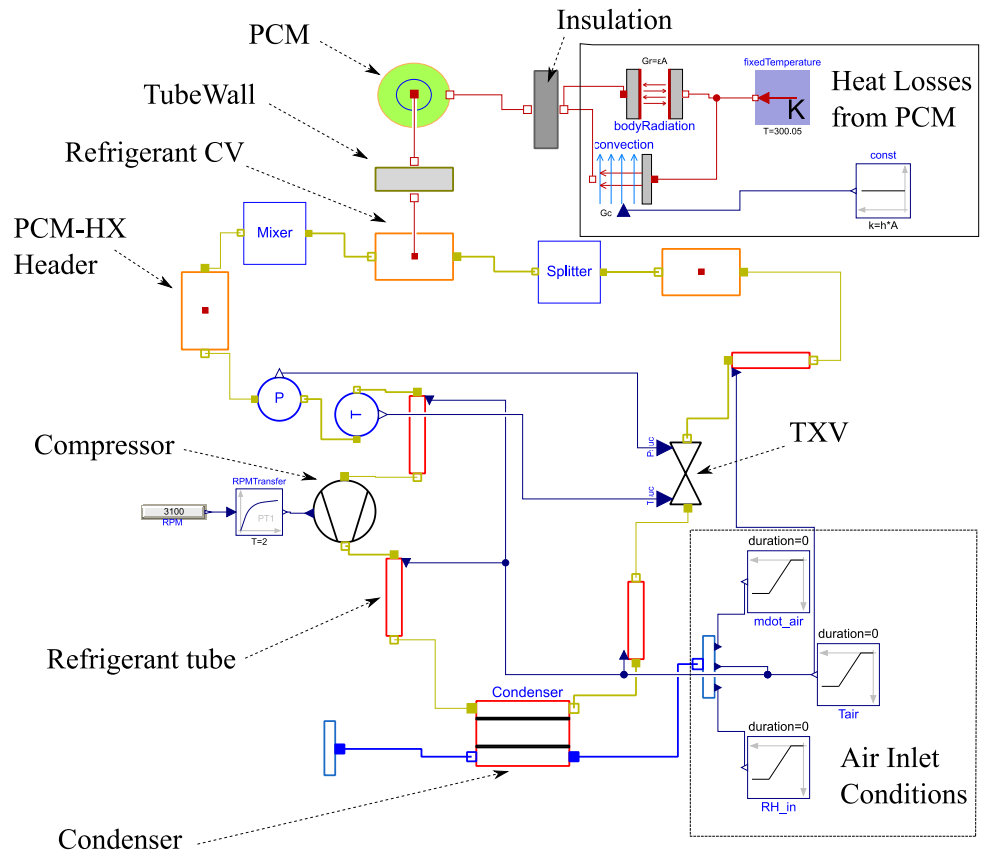 Insulation
PCM
Gr=εA
fixedTemperature
Heat Losses
from PCM
K
TubeWall
bodyRadiation
T=300.05
convection
const
Refrigerant CV
Gc
k=h*A
PCM-HX
Header
Mixer
Splitter
P
T
TXV
Compressor
RPMTransfer
3100
RPM
PT1
T=2
duration=0
mdot_air
duration=0
Refrigerant tube
Condenser
Tair
duration=0
Air Inlet
Conditions
RH_in
Condenser